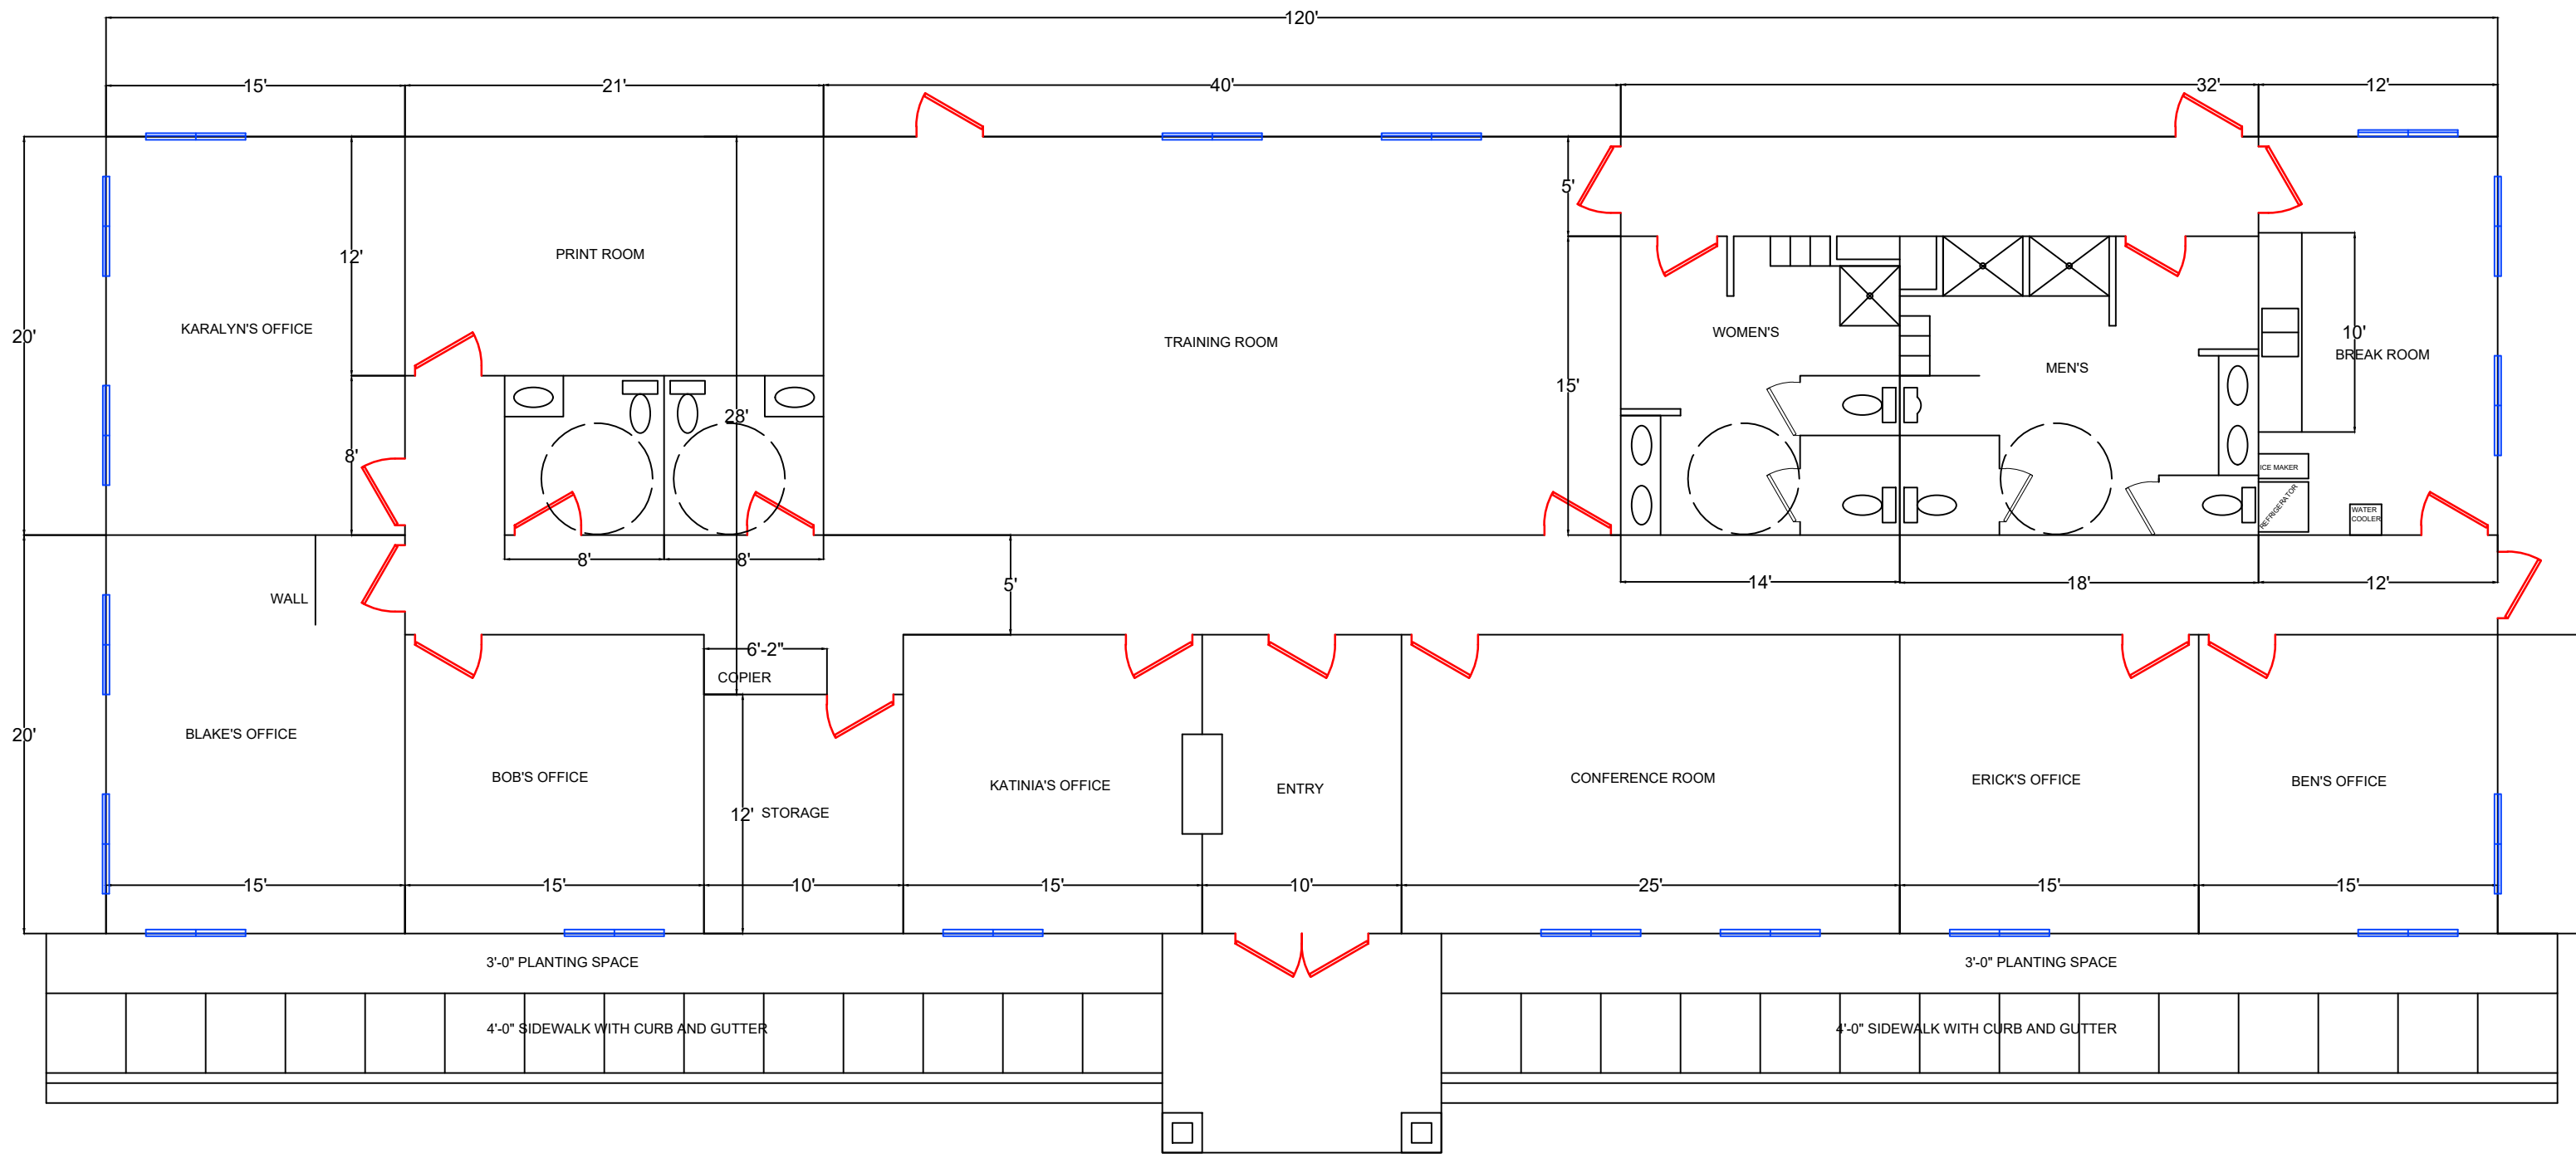 120'
15'
21'
40'
32'
12'
5'
12'
PRINT ROOM
KARALYN'S OFFICE
20'
TRAINING ROOM
WOMEN'S
10'
BREAK ROOM
MEN'S
15'
28'
8'
ICE MAKER
REFRIGERATOR
WATER
COOLER
8'
8'
5'
14'
18'
12'
WALL
6'-2"
COPIER
20'
BLAKE'S OFFICE
BOB'S OFFICE
12'
STORAGE
KATINIA'S OFFICE
ENTRY
CONFERENCE ROOM
ERICK'S OFFICE
BEN'S OFFICE
15'
15'
10'
15'
10'
25'
15'
15'
3'-0" PLANTING SPACE
3'-0" PLANTING SPACE
4'-0" SIDEWALK WITH CURB AND GUTTER
4'-0" SIDEWALK WITH CURB AND GUTTER